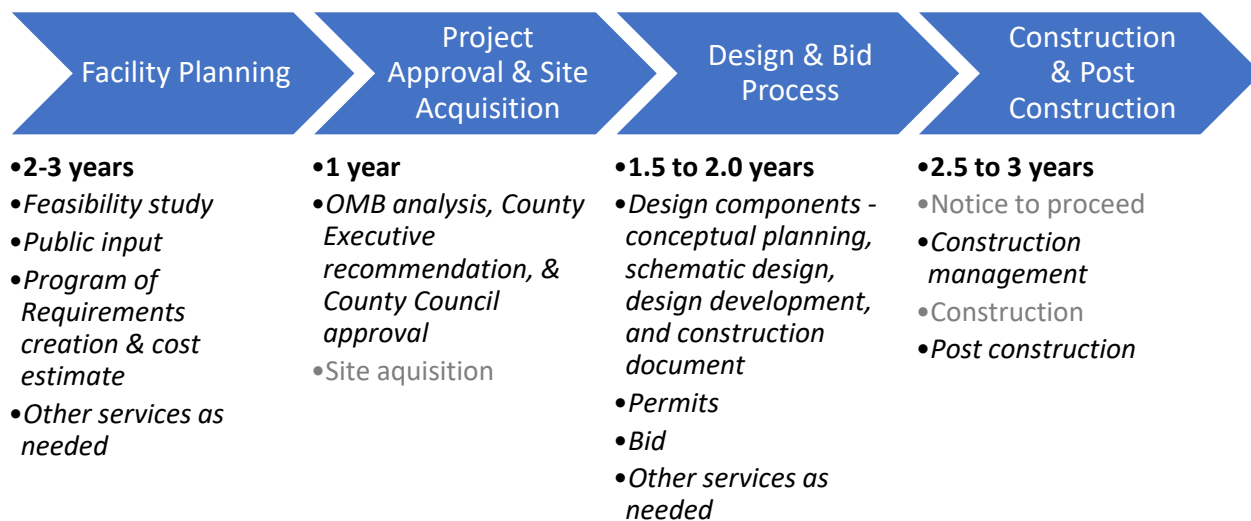 Facility Planning
Project
Approval & Site
Acquisition
Design & Bid
Process
Construction
& Post
Construction
•2-3 years
•Feasibility study
•Public input
•Program of
Requirements
creation & cost
estimate
•Other services as
needed
•1 year
•OMB analysis, County
Executive
recommendation, &
County Council
approval
•Site aquisition
•1.5 to 2.0 years
•Design components -
conceptual planning,
schematic design,
design development,
and construction
document
•Permits
•Bid
•Other services as
needed
•2.5 to 3 years
•Notice to proceed
•Construction
management
•Construction
•Post construction